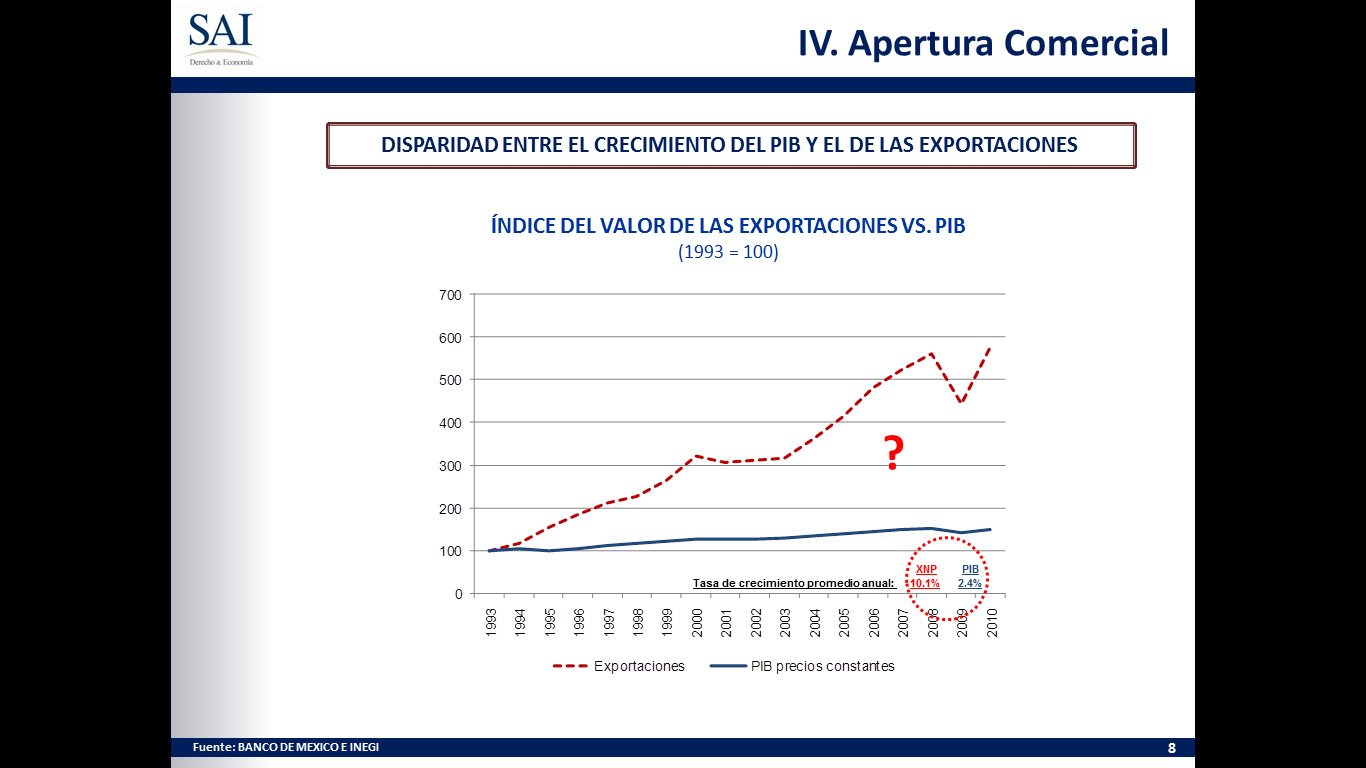 SAI
Derecho & Economía
IV. Apertura Comercial
DISPARIDAD ENTRE EL CRECIMIENTO DEL PIB Y EL DE LAS EXPORTACIONES
ÍNDICE DEL VALOR DE LAS EXPORTACIONES VS. PIB
(1993 = 100)
700
600
500
400
300
200
100
0
?
XNP PIB
Tasa de crecimiento promedio anual: 10.1% 2.4%
1993 1994 1995 1996 1997 1998 1999 2000 2001 2002 2003 2004 2005 2006 2007 2008 2009 2010
Exportaciones PIB precios constantes
Fuente: BANCO DE MEXICO E INEGI
8